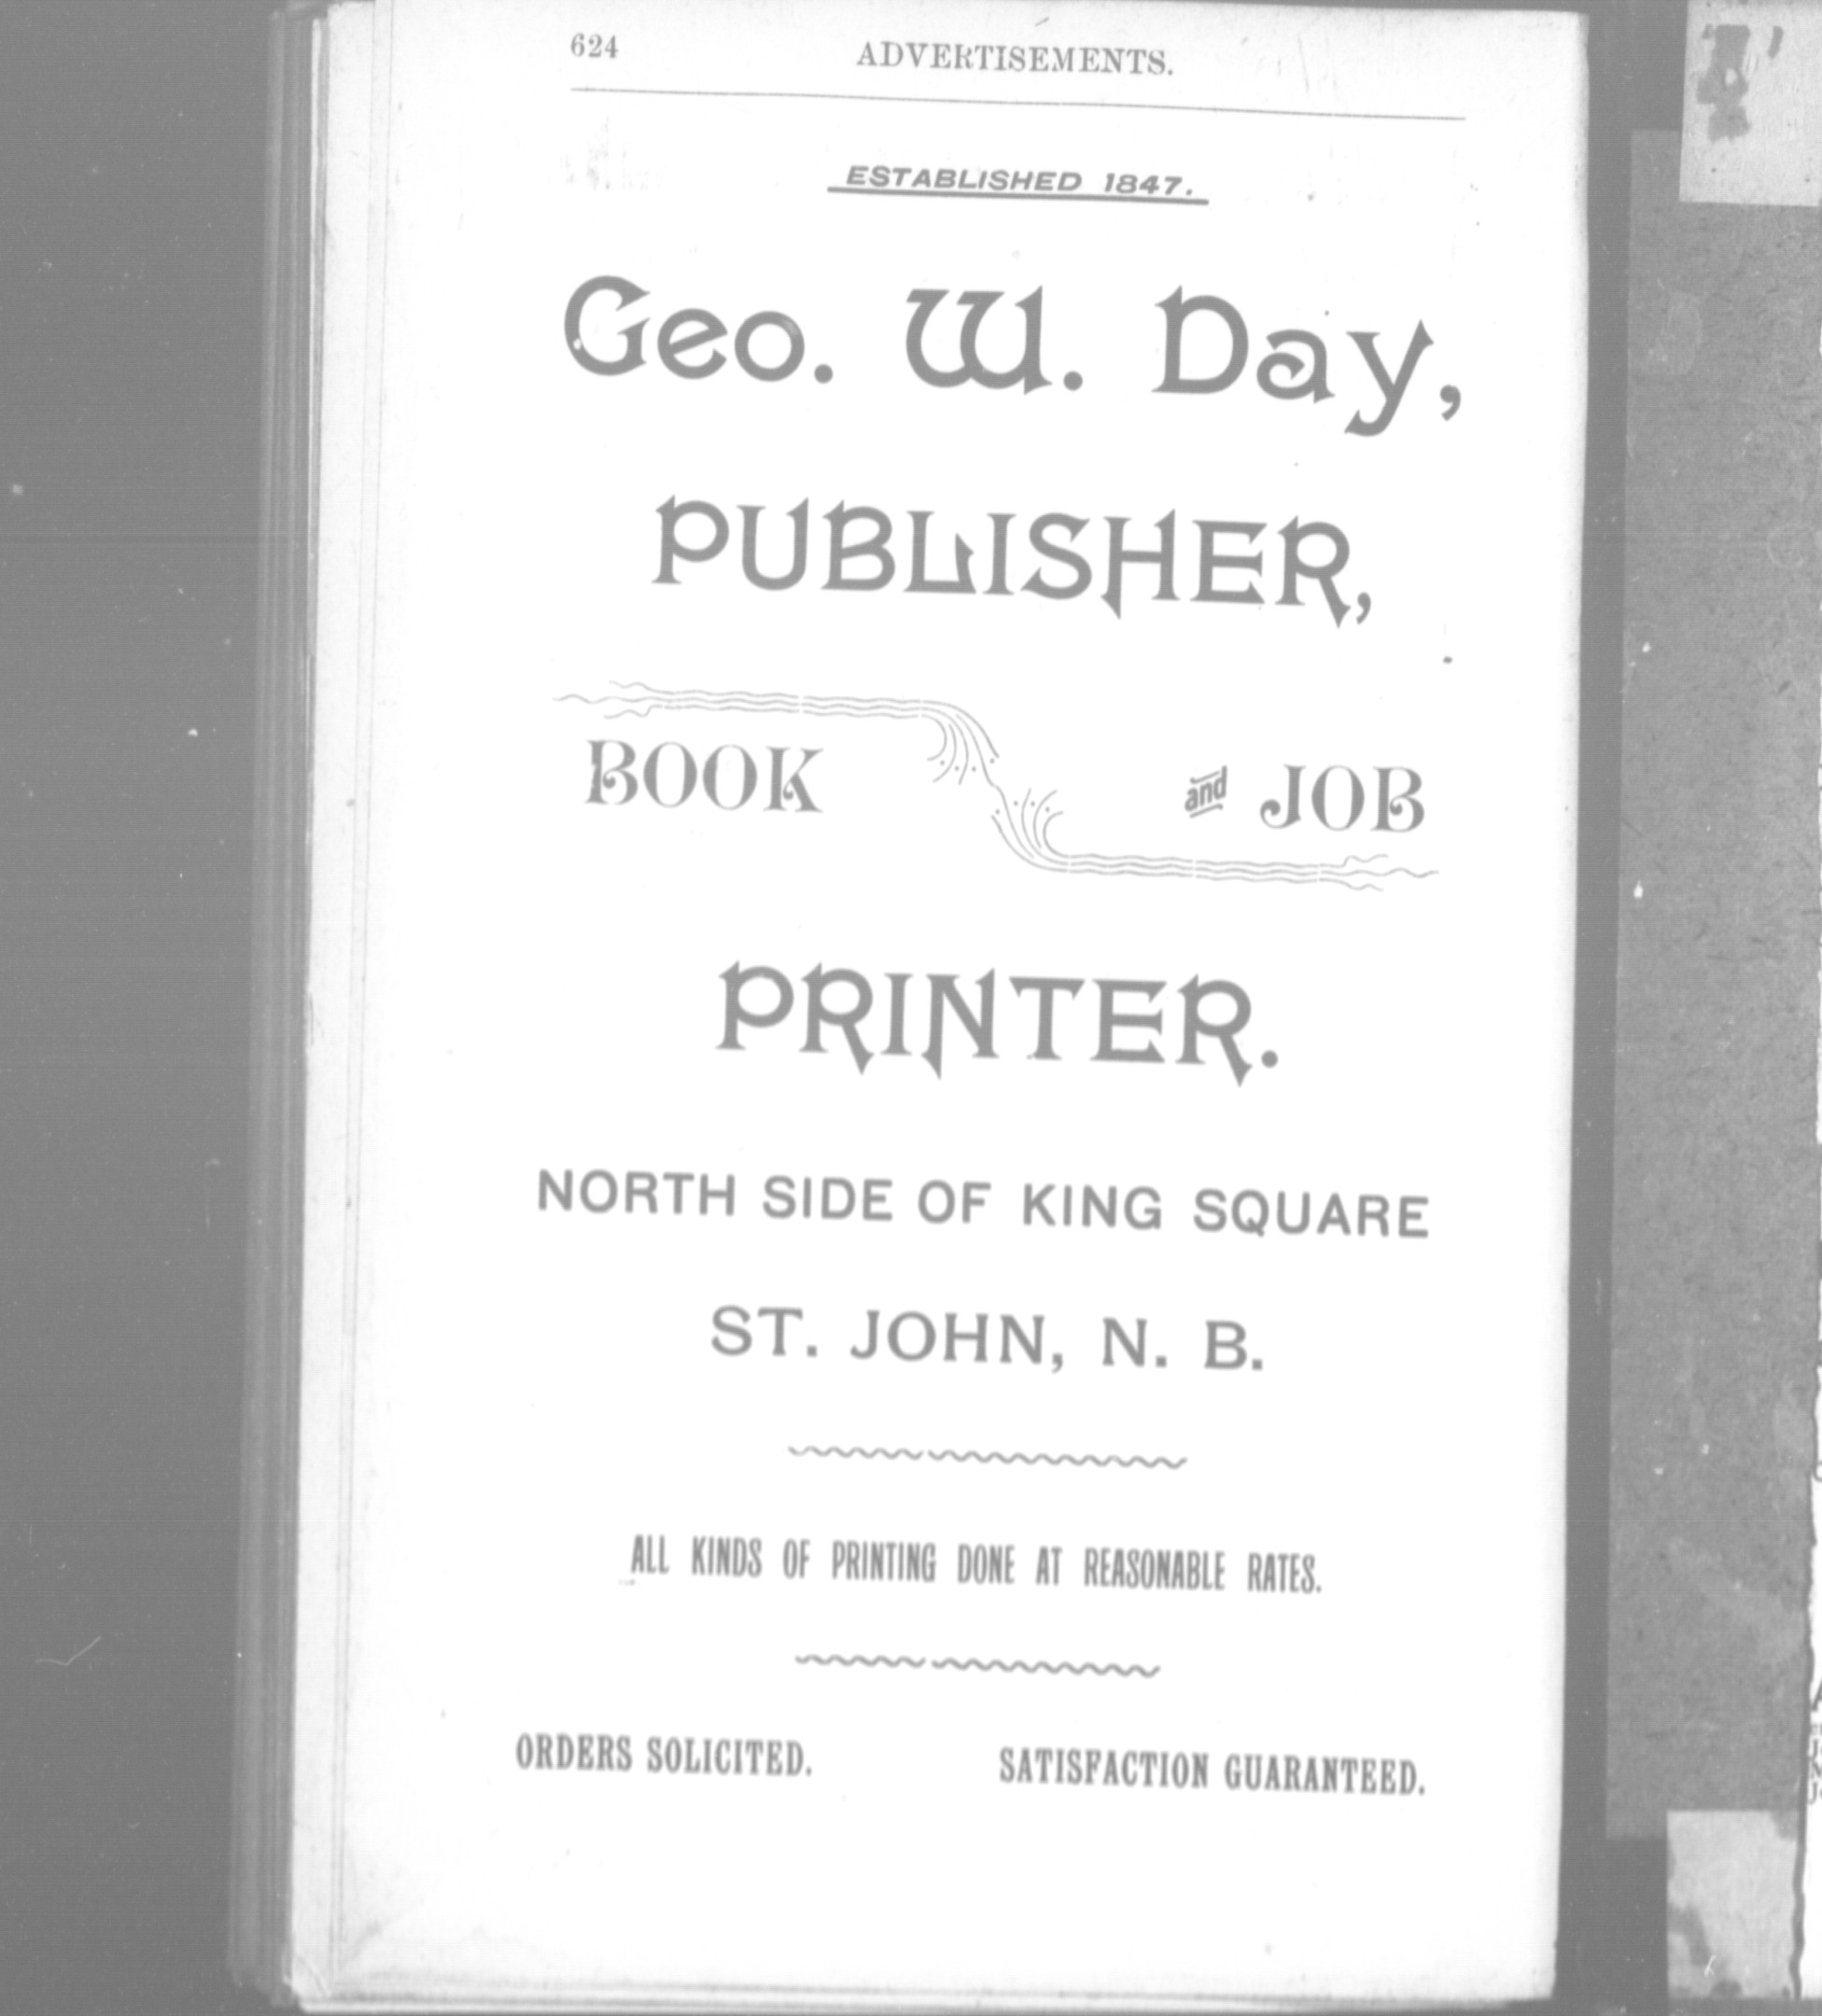 624 ADVERTISEMENTS.
ESTABLISHED 1847.
Geo. W. Day,
PUBLISHER,
BOOK and JOB
PRINTER.
NORTH SIDE OF KING SQUARE
ST. JOHN, N. B.
ALL KINDS OF PRINTING DONE AT REASONABLE RATES.
ORDERS SOLICITED. SATISFACTION GUARANTEED.